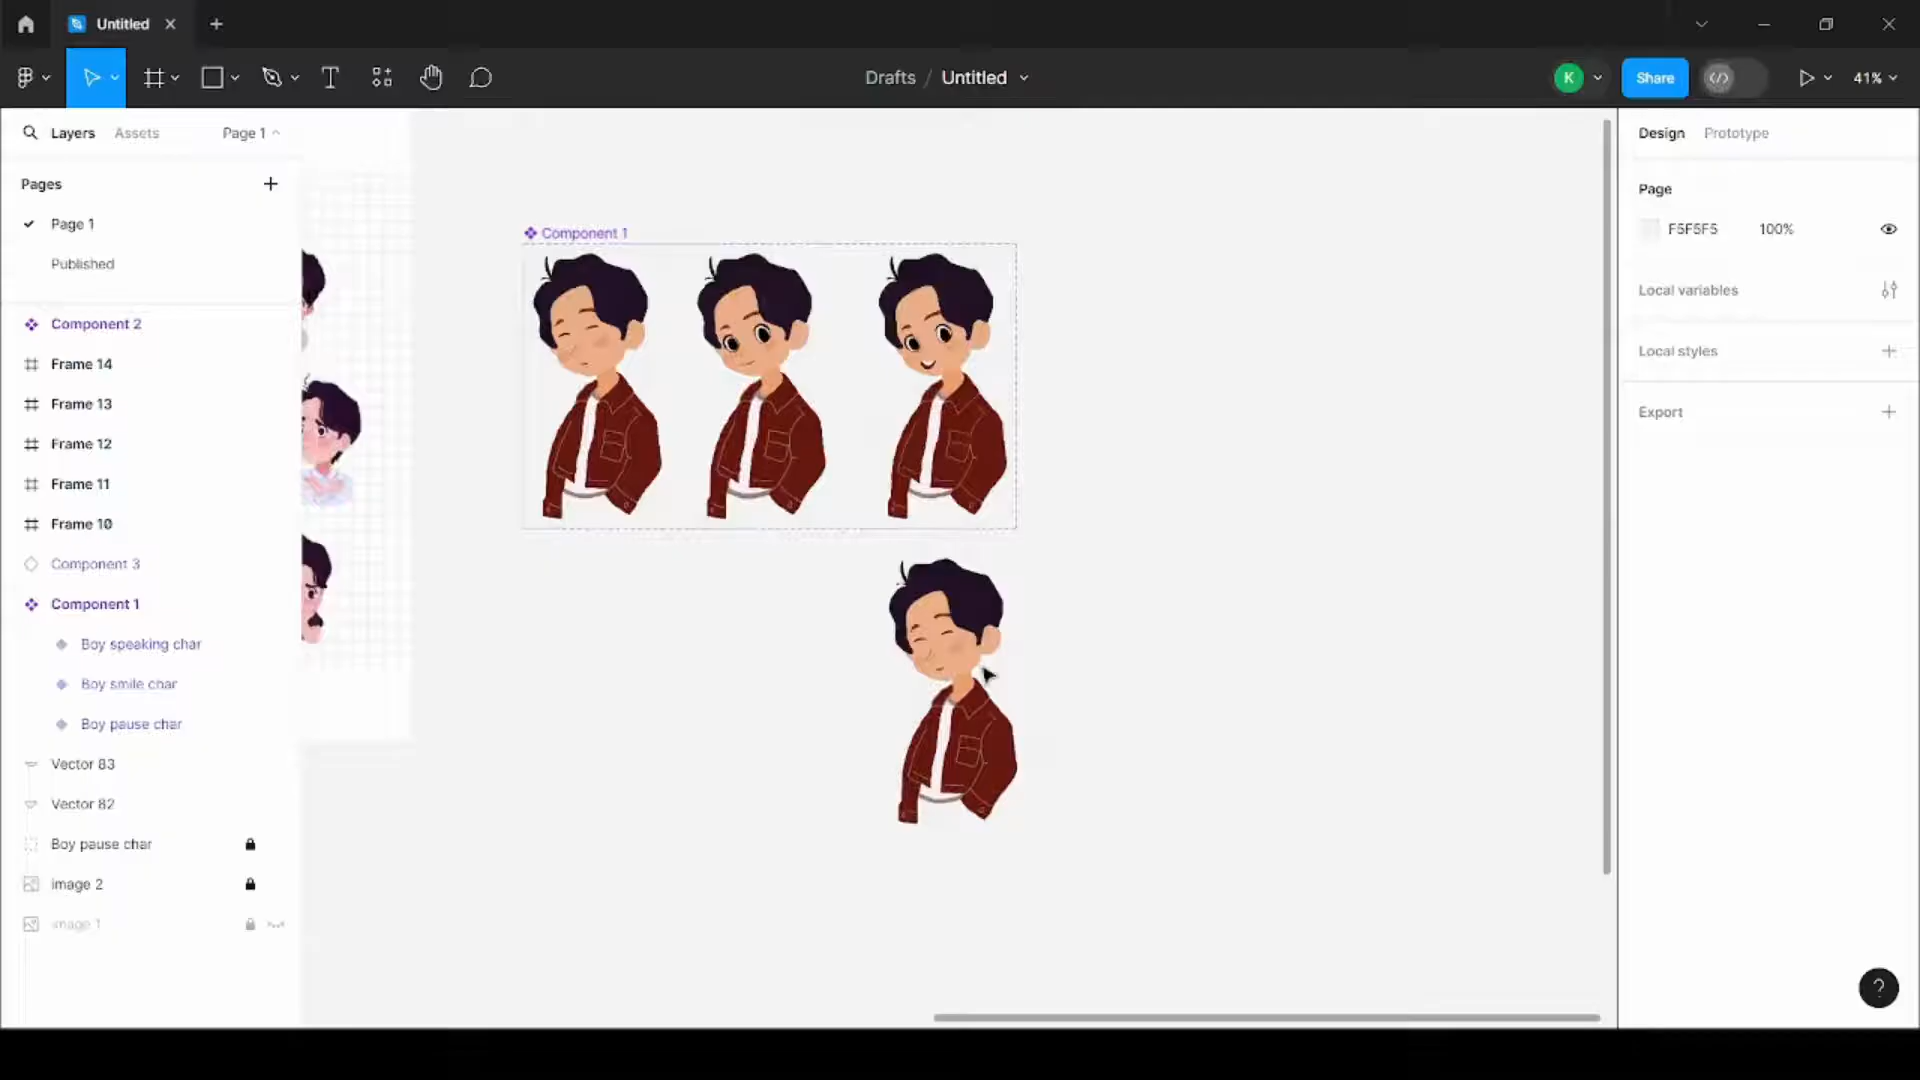 Untitled
Drafts / Untitled
K
Share
41%
Layers
Assets
Page 1
Pages
Page 1
Published
Component 2
Frame 14
Frame 13
Frame 12
Frame 11
Frame 10
Component 3
Component 1
Boy speaking char
Boy smile char
Boy pause char
Vector 83
Vector 82
Boy pause char
image 2
image 1
Component 1
Design
Prototype
Page
F5F5F5
100%
Local variables
Local styles
Export
?